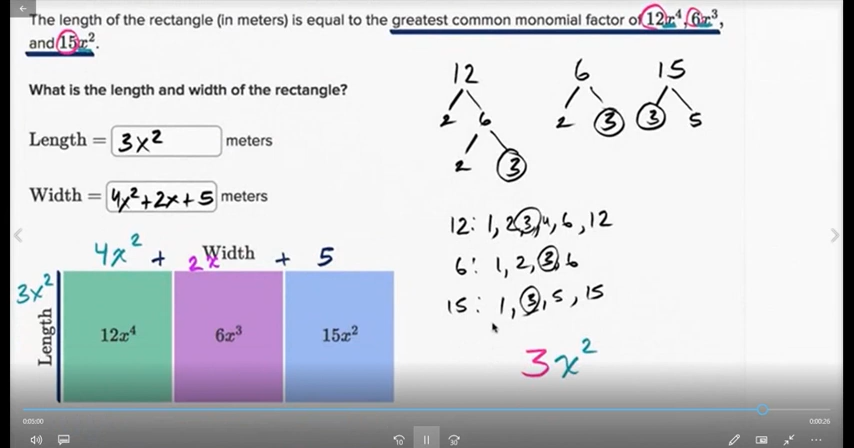 The length of the rectangle (in meters) is equal to the greatest common monomial factor of 12x⁴, 6x³,
and 15x².
What is the length and width of the rectangle?
Length = 3x² meters
Width = 4x²+2x+5 meters
12 6 15
2 6 2 3 3 5
2 3
12: 1, 2, 3, 4, 6, 12
6: 1, 2, 3, 6
15: 1, 3, 5, 15
3x²
Width
4x² + 2x + 5
3x²
Length
12x⁴ 6x³ 15x²
0:05:00 0:00:26
10 30